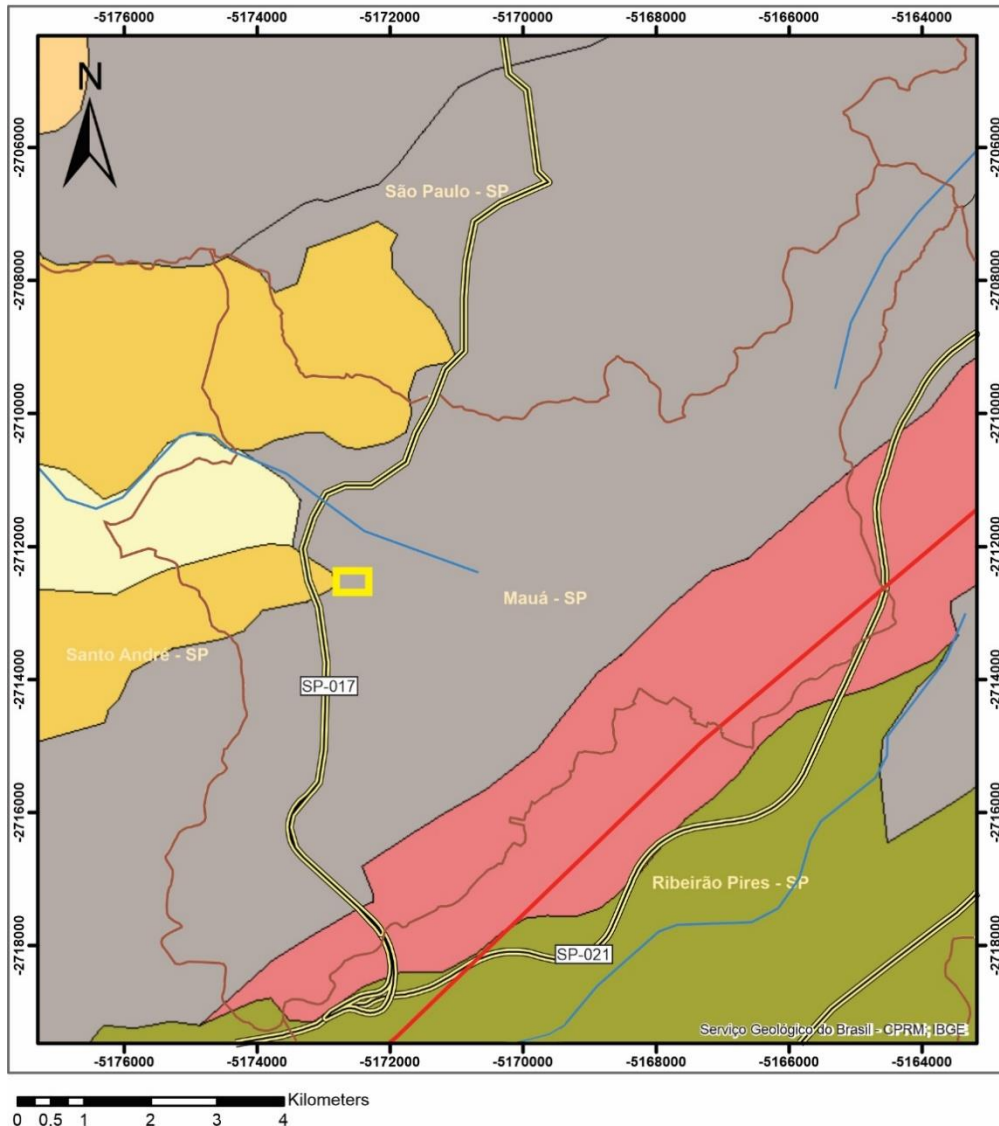 -5176000 -5174000 -5172000 -5170000 -5168000 -5166000 -5164000
N
-2706000 -2706000
São Paulo - SP
-2708000 -2708000
-2710000 -2710000
-2712000 -2712000
Mauá - SP
Santo André - SP
-2714000 -2714000
SP-017
-2716000 -2716000
Ribeirão Pires - SP
-2718000 -2718000
SP-021
Serviço Geológico do Brasil - CPRM; IBGE
-5176000 -5174000 -5172000 -5170000 -5168000 -5166000 -5164000
Kilometers
0 0.5 1 2 3 4